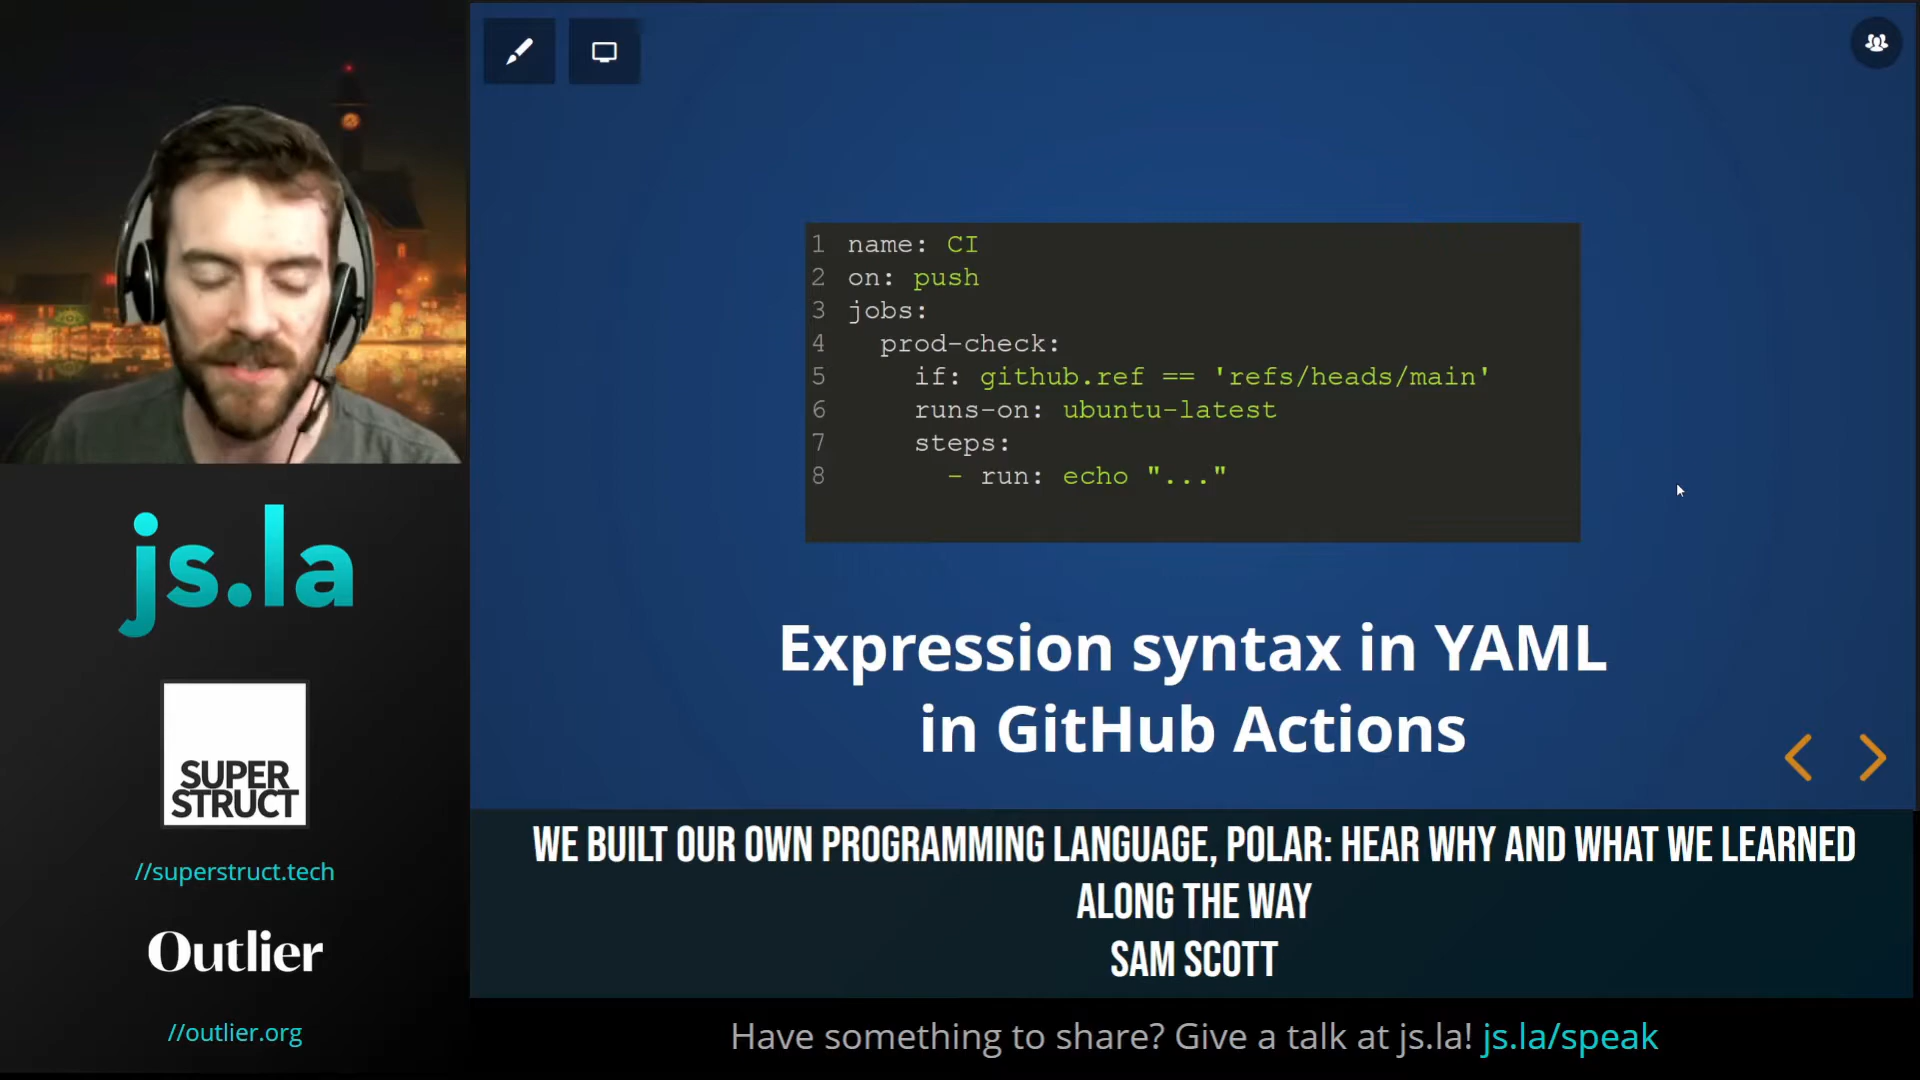 1 name: CI
2 on: push
3 jobs:
4   prod-check:
5     if: github.ref == 'refs/heads/main'
6     runs-on: ubuntu-latest
7     steps:
8       - run: echo "..."
Expression syntax in YAML
in GitHub Actions
js.la
SUPER
STRUCT
//superstruct.tech
Outlier
//outlier.org
WE BUILT OUR OWN PROGRAMMING LANGUAGE, POLAR: HEAR WHY AND WHAT WE LEARNED
ALONG THE WAY
SAM SCOTT
Have something to share? Give a talk at js.la! js.la/speak